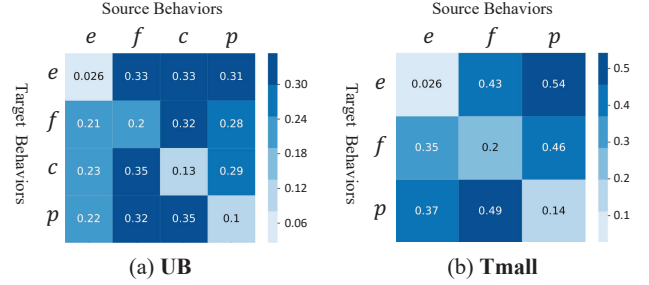 Source Behaviors
e f c p
Target Behaviors
e 0.026 0.33 0.33 0.31
f 0.21 0.2 0.32 0.28
c 0.23 0.35 0.13 0.29
p 0.22 0.32 0.35 0.1
0.30
0.24
0.18
0.12
0.06
(a) UB
Source Behaviors
e f p
Target Behaviors
e 0.026 0.43 0.54
f 0.35 0.2 0.46
p 0.37 0.49 0.14
0.5
0.4
0.3
0.2
0.1
(b) Tmall